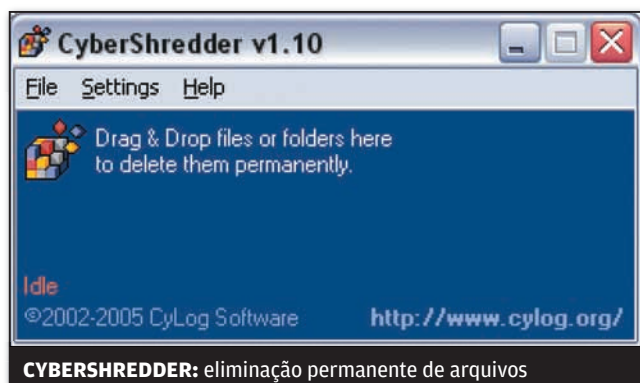 CyberShredder v1.10
File Settings Help
Drag & Drop files or folders here
to delete them permanently.
Idle
©2002-2005 CyLog Software http://www.cylog.org/
CYBERSHREDDER: eliminação permanente de arquivos